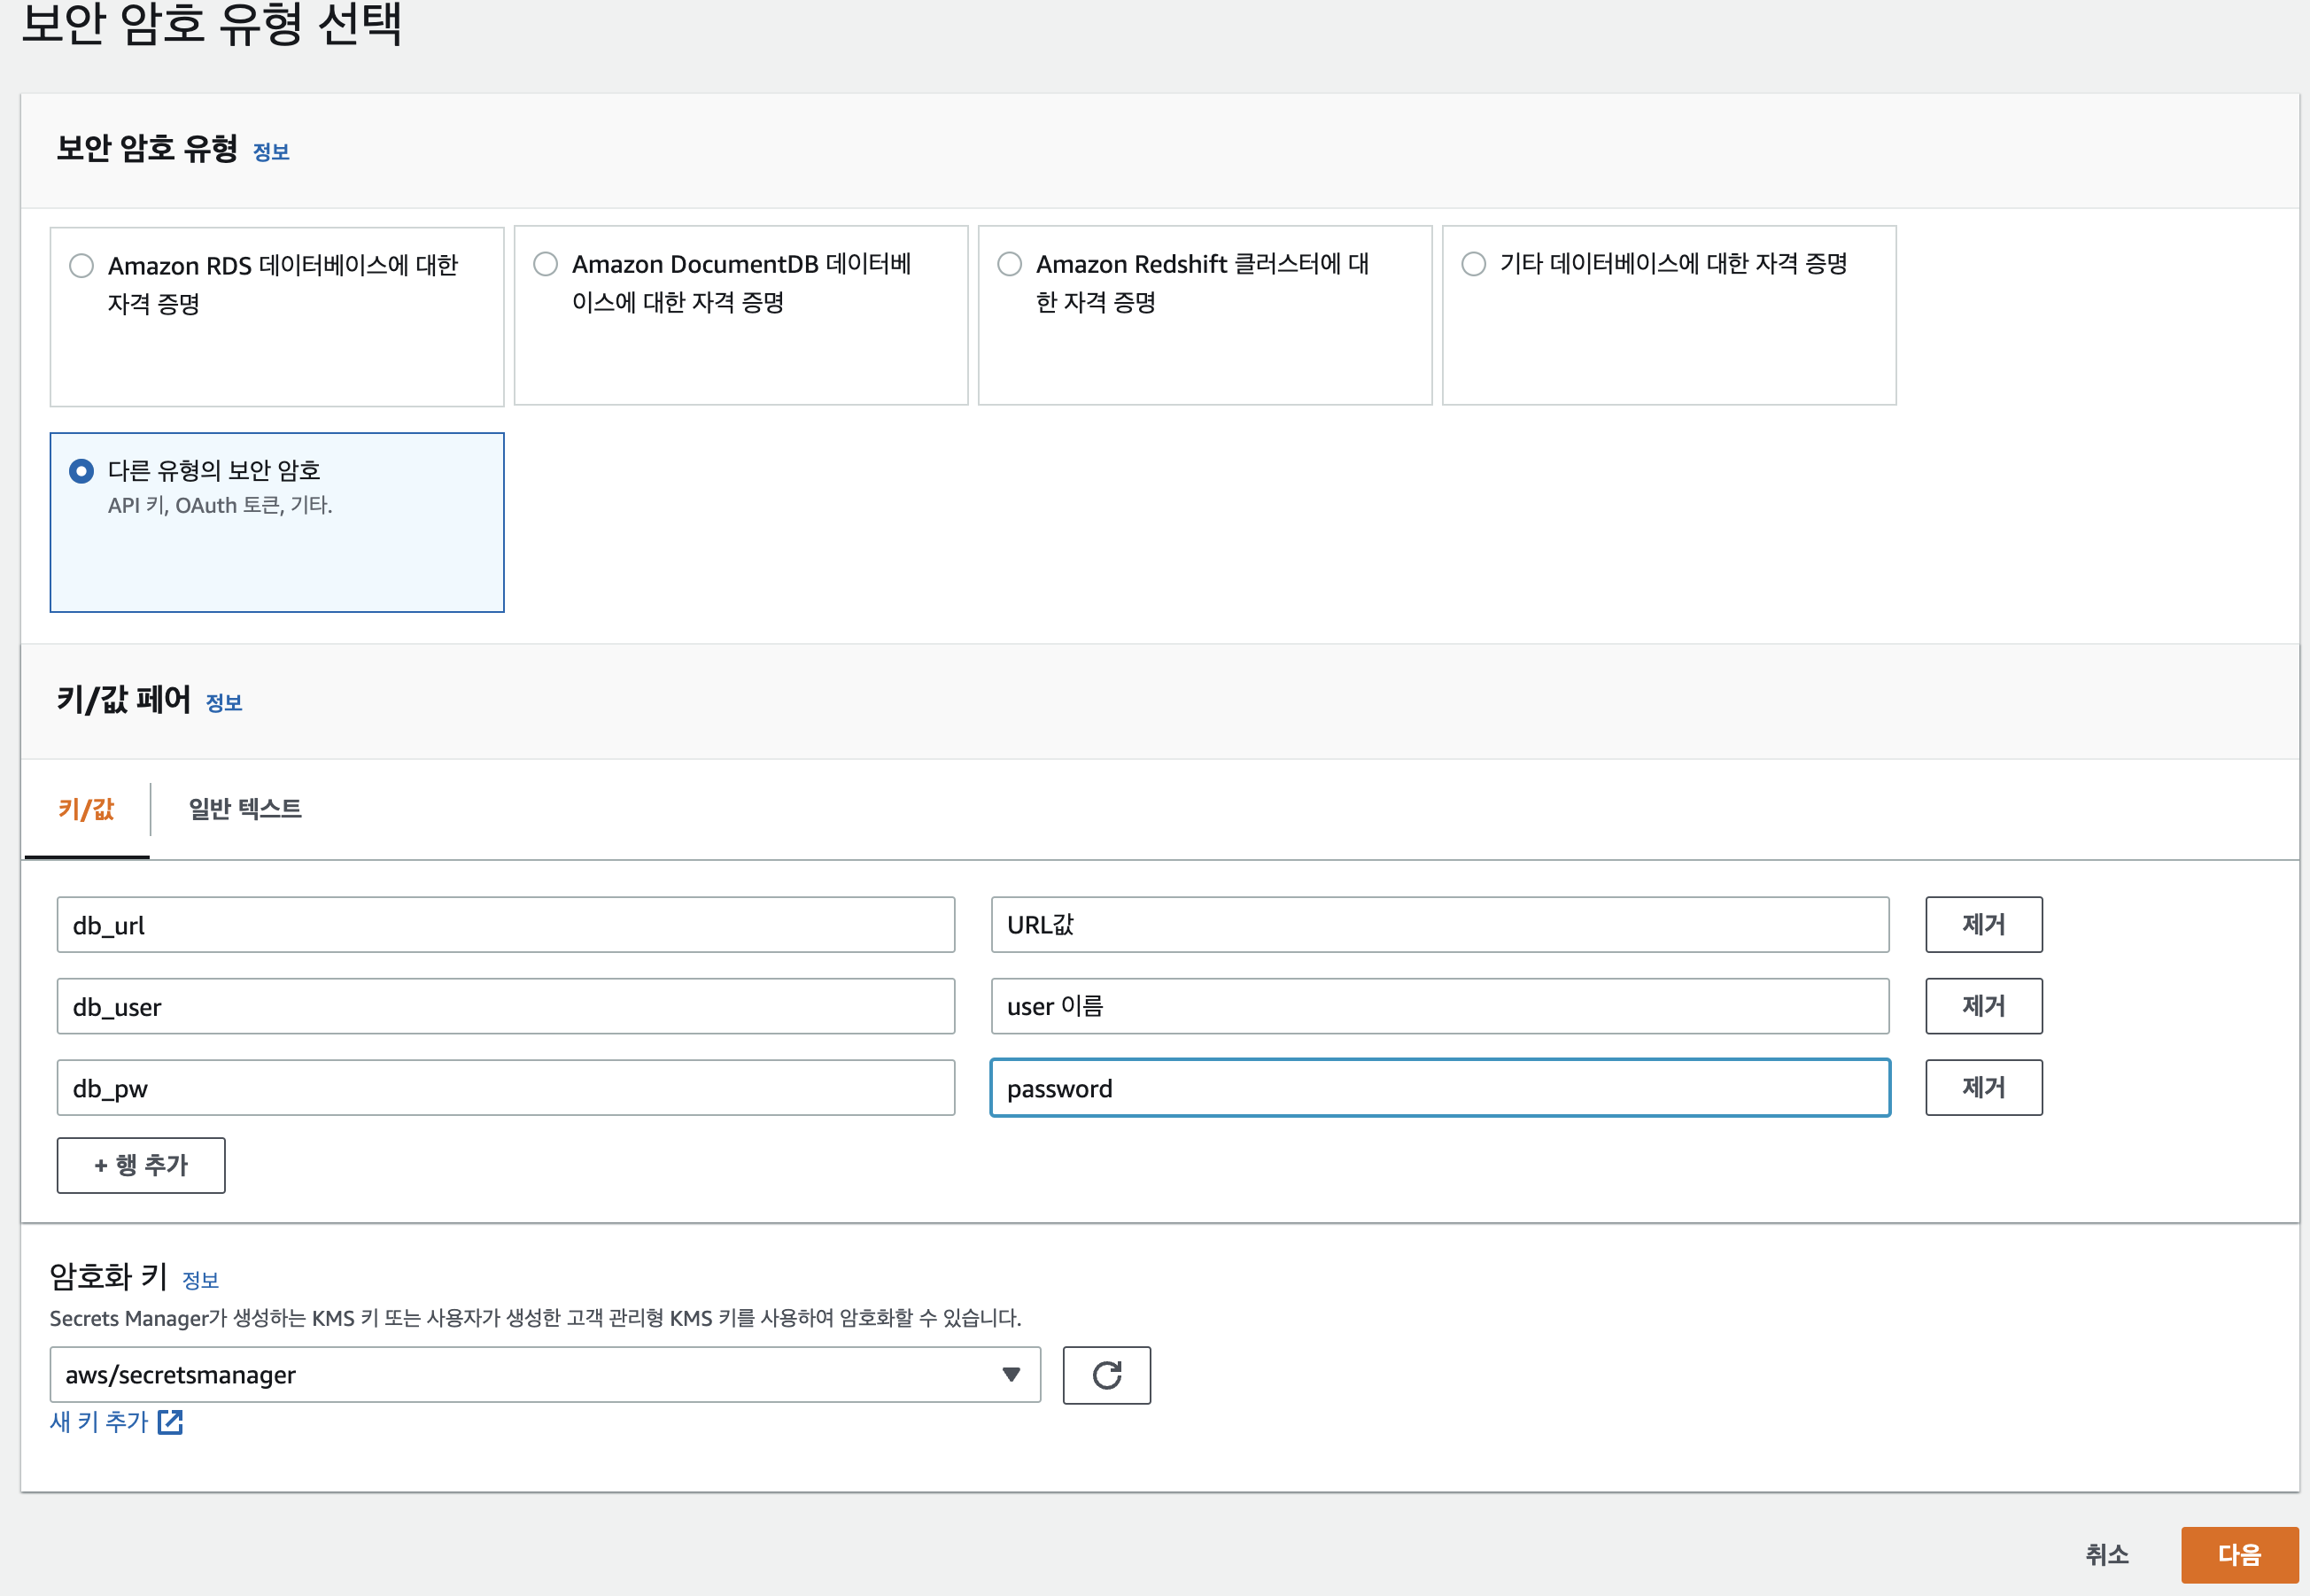 보안 암호 유형 선택
보안 암호 유형 정보
Amazon RDS 데이터베이스에 대한
자격 증명
Amazon DocumentDB 데이터베
이스에 대한 자격 증명
Amazon Redshift 클러스터에 대
한 자격 증명
기타 데이터베이스에 대한 자격 증명
다른 유형의 보안 암호
API 키, OAuth 토큰, 기타.
키/값 페어 정보
키/값 일반 텍스트
db_url URL값 제거
db_user user 이름 제거
db_pw password 제거
+ 행 추가
암호화 키 정보
Secrets Manager가 생성하는 KMS 키 또는 사용자가 생성한 고객 관리형 KMS 키를 사용하여 암호화할 수 있습니다.
aws/secretsmanager
새 키 추가
취소 다음